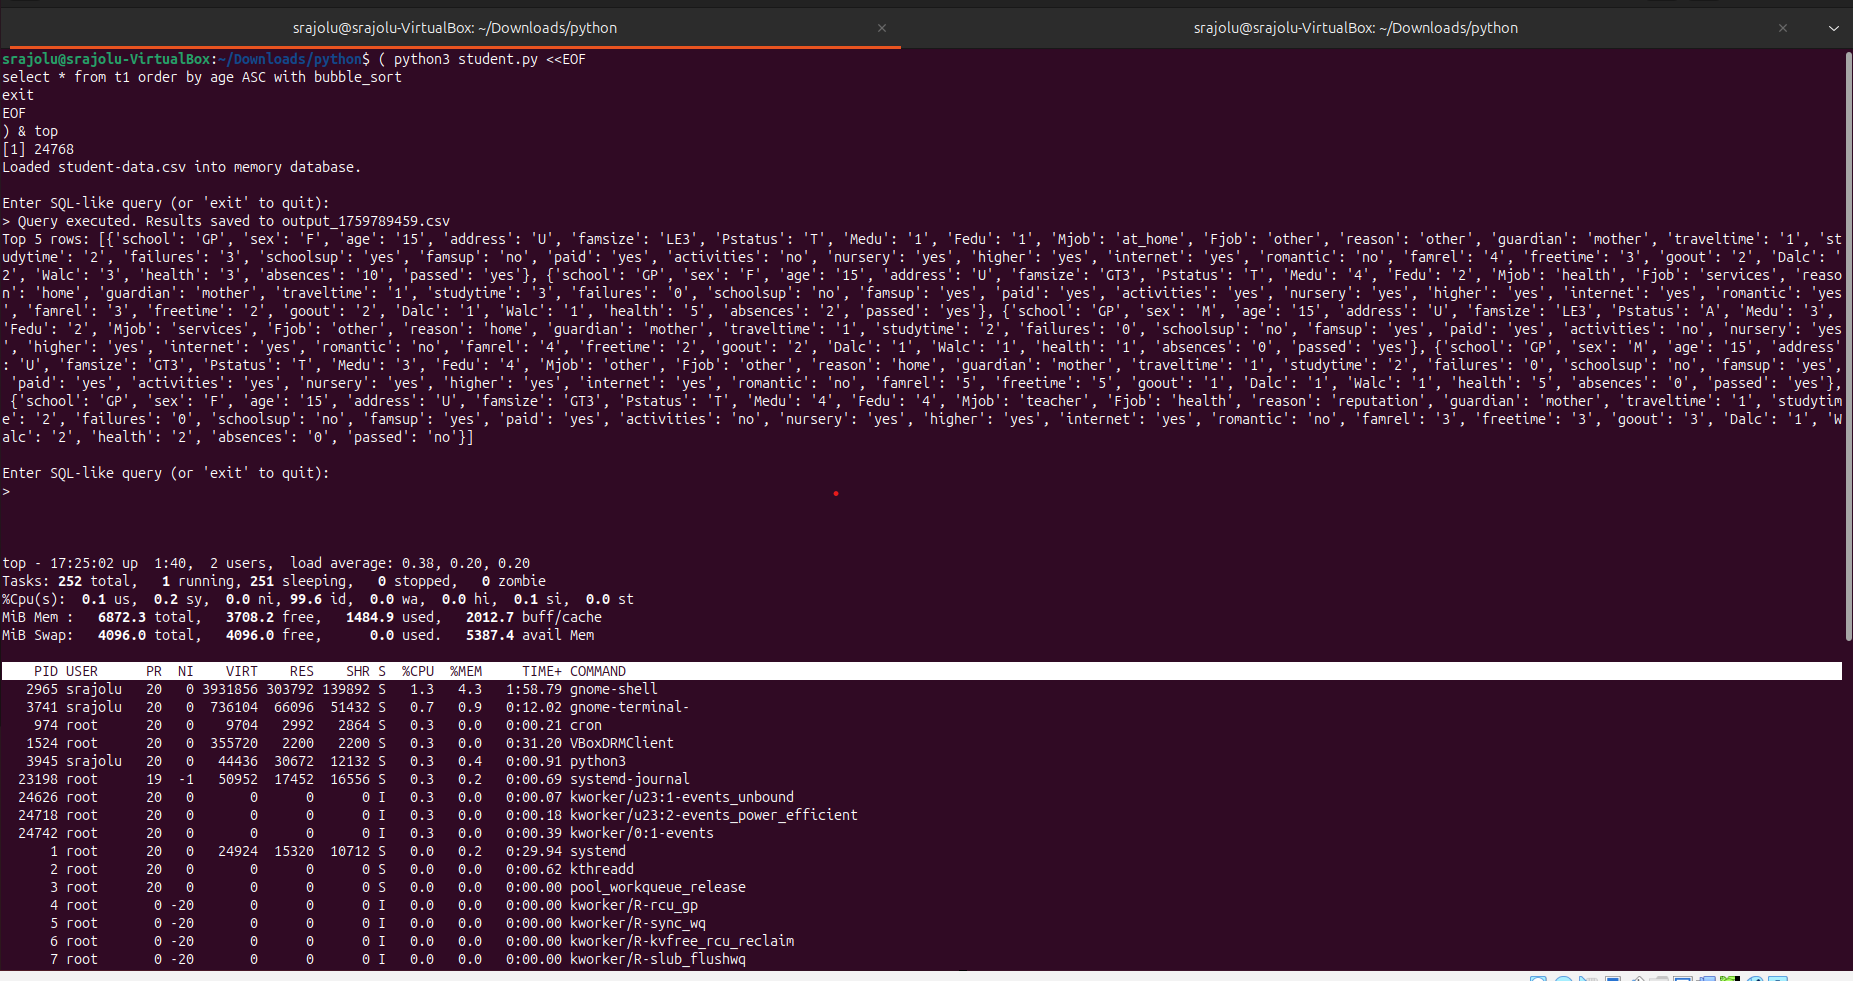 srajolu@srajolu-VirtualBox: ~/Downloads/python × srajolu@srajolu-VirtualBox: ~/Downloads/python ×
srajolu@srajolu-VirtualBox:~/Downloads/python$ ( python3 student.py <<EOF
select * from t1 order by age ASC with bubble_sort
exit
EOF
) & top
[1] 24768
Loaded student-data.csv into memory database.
Enter SQL-like query (or 'exit' to quit):
> Query executed. Results saved to output_1759789459.csv
Top 5 rows: [{'school': 'GP', 'sex': 'F', 'age': '15', 'address': 'U', 'famsize': 'LE3', 'Pstatus': 'T', 'Medu': '1', 'Fedu': '1', 'Mjob': 'at_home', 'Fjob': 'other', 'reason': 'other', 'guardian': 'mother', 'traveltime': '1', 'st
udytime': '2', 'failures': '3', 'schoolsup': 'yes', 'famsup': 'no', 'paid': 'yes', 'activities': 'no', 'nursery': 'yes', 'higher': 'yes', 'internet': 'yes', 'romantic': 'no', 'famrel': '4', 'freetime': '3', 'goout': '2', 'Dalc': '
2', 'Walc': '3', 'health': '3', 'absences': '10', 'passed': 'yes'}, {'school': 'GP', 'sex': 'F', 'age': '15', 'address': 'U', 'famsize': 'GT3', 'Pstatus': 'T', 'Medu': '4', 'Fedu': '2', 'Mjob': 'health', 'Fjob': 'services', 'reaso
n': 'home', 'guardian': 'mother', 'traveltime': '1', 'studytime': '3', 'failures': '0', 'schoolsup': 'no', 'famsup': 'yes', 'paid': 'yes', 'activities': 'yes', 'nursery': 'yes', 'higher': 'yes', 'internet': 'yes', 'romantic': 'yes
', 'famrel': '3', 'freetime': '2', 'goout': '2', 'Dalc': '1', 'Walc': '1', 'health': '5', 'absences': '2', 'passed': 'yes'}, {'school': 'GP', 'sex': 'M', 'age': '15', 'address': 'U', 'famsize': 'LE3', 'Pstatus': 'A', 'Medu': '3',
'Fedu': '2', 'Mjob': 'services', 'Fjob': 'other', 'reason': 'home', 'guardian': 'mother', 'traveltime': '1', 'studytime': '2', 'failures': '0', 'schoolsup': 'no', 'famsup': 'yes', 'paid': 'yes', 'activities': 'no', 'nursery': 'yes'
, 'higher': 'yes', 'internet': 'yes', 'romantic': 'no', 'famrel': '4', 'freetime': '2', 'goout': '2', 'Dalc': '1', 'Walc': '1', 'health': '1', 'absences': '0', 'passed': 'yes'}, {'school': 'GP', 'sex': 'M', 'age': '15', 'address'
: 'U', 'famsize': 'GT3', 'Pstatus': 'T', 'Medu': '3', 'Fedu': '4', 'Mjob': 'other', 'Fjob': 'other', 'reason': 'home', 'guardian': 'mother', 'traveltime': '1', 'studytime': '2', 'failures': '0', 'schoolsup': 'no', 'famsup': 'yes',
'paid': 'yes', 'activities': 'yes', 'nursery': 'yes', 'higher': 'yes', 'internet': 'yes', 'romantic': 'no', 'famrel': '5', 'freetime': '5', 'goout': '1', 'Dalc': '1', 'Walc': '1', 'health': '5', 'absences': '0', 'passed': 'yes'},
{'school': 'GP', 'sex': 'F', 'age': '15', 'address': 'U', 'famsize': 'GT3', 'Pstatus': 'T', 'Medu': '4', 'Fedu': '4', 'Mjob': 'teacher', 'Fjob': 'health', 'reason': 'reputation', 'guardian': 'mother', 'traveltime': '1', 'studytim
e': '2', 'failures': '0', 'schoolsup': 'no', 'famsup': 'yes', 'paid': 'yes', 'activities': 'no', 'nursery': 'yes', 'higher': 'yes', 'internet': 'yes', 'romantic': 'no', 'famrel': '3', 'freetime': '3', 'goout': '3', 'Dalc': '1', 'W
alc': '2', 'health': '2', 'absences': '0', 'passed': 'no'}]
Enter SQL-like query (or 'exit' to quit):
>
top - 17:25:02 up  1:40,  2 users,  load average: 0.38, 0.20, 0.20
Tasks: 252 total,   1 running, 251 sleeping,   0 stopped,   0 zombie
%Cpu(s):  0.1 us,  0.2 sy,  0.0 ni, 99.6 id,  0.0 wa,  0.0 hi,  0.1 si,  0.0 st
MiB Mem :   6872.3 total,   3708.2 free,   1484.9 used,   2012.7 buff/cache
MiB Swap:   4096.0 total,   4096.0 free,      0.0 used.   5387.4 avail Mem
PID USER PR NI VIRT RES SHR S %CPU %MEM TIME+ COMMAND
2965 srajolu 20 0 3931856 303792 139892 S 1.3 4.3 1:58.79 gnome-shell
3741 srajolu 20 0 736104 66096 51432 S 0.7 0.9 0:12.02 gnome-terminal-
974 root 20 0 9704 2992 2864 S 0.3 0.0 0:00.21 cron
1524 root 20 0 355720 2200 2200 S 0.3 0.0 0:31.20 VBoxDRMClient
3945 srajolu 20 0 44436 30672 12132 S 0.3 0.4 0:00.91 python3
23198 root 19 -1 50952 17452 16556 S 0.3 0.2 0:00.69 systemd-journal
24626 root 20 0 0 0 0 I 0.3 0.0 0:00.07 kworker/u23:1-events_unbound
24718 root 20 0 0 0 0 I 0.3 0.0 0:00.18 kworker/u23:2-events_power_efficient
24742 root 20 0 0 0 0 I 0.3 0.0 0:00.39 kworker/0:1-events
1 root 20 0 24924 15320 10712 S 0.0 0.2 0:29.94 systemd
2 root 20 0 0 0 0 S 0.0 0.0 0:00.62 kthreadd
3 root 20 0 0 0 0 S 0.0 0.0 0:00.00 pool_workqueue_release
4 root 0 -20 0 0 0 I 0.0 0.0 0:00.00 kworker/R-rcu_gp
5 root 0 -20 0 0 0 I 0.0 0.0 0:00.00 kworker/R-sync_wq
6 root 0 -20 0 0 0 I 0.0 0.0 0:00.00 kworker/R-kvfree_rcu_reclaim
7 root 0 -20 0 0 0 I 0.0 0.0 0:00.00 kworker/R-slub_flushwq